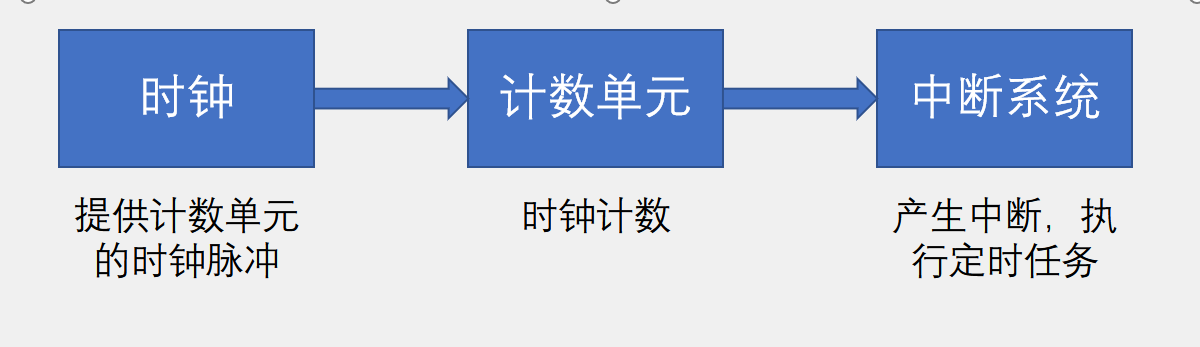 时钟
计数单元
中断系统
提供计数单元
的时钟脉冲
时钟计数
产生中断，执
行定时任务